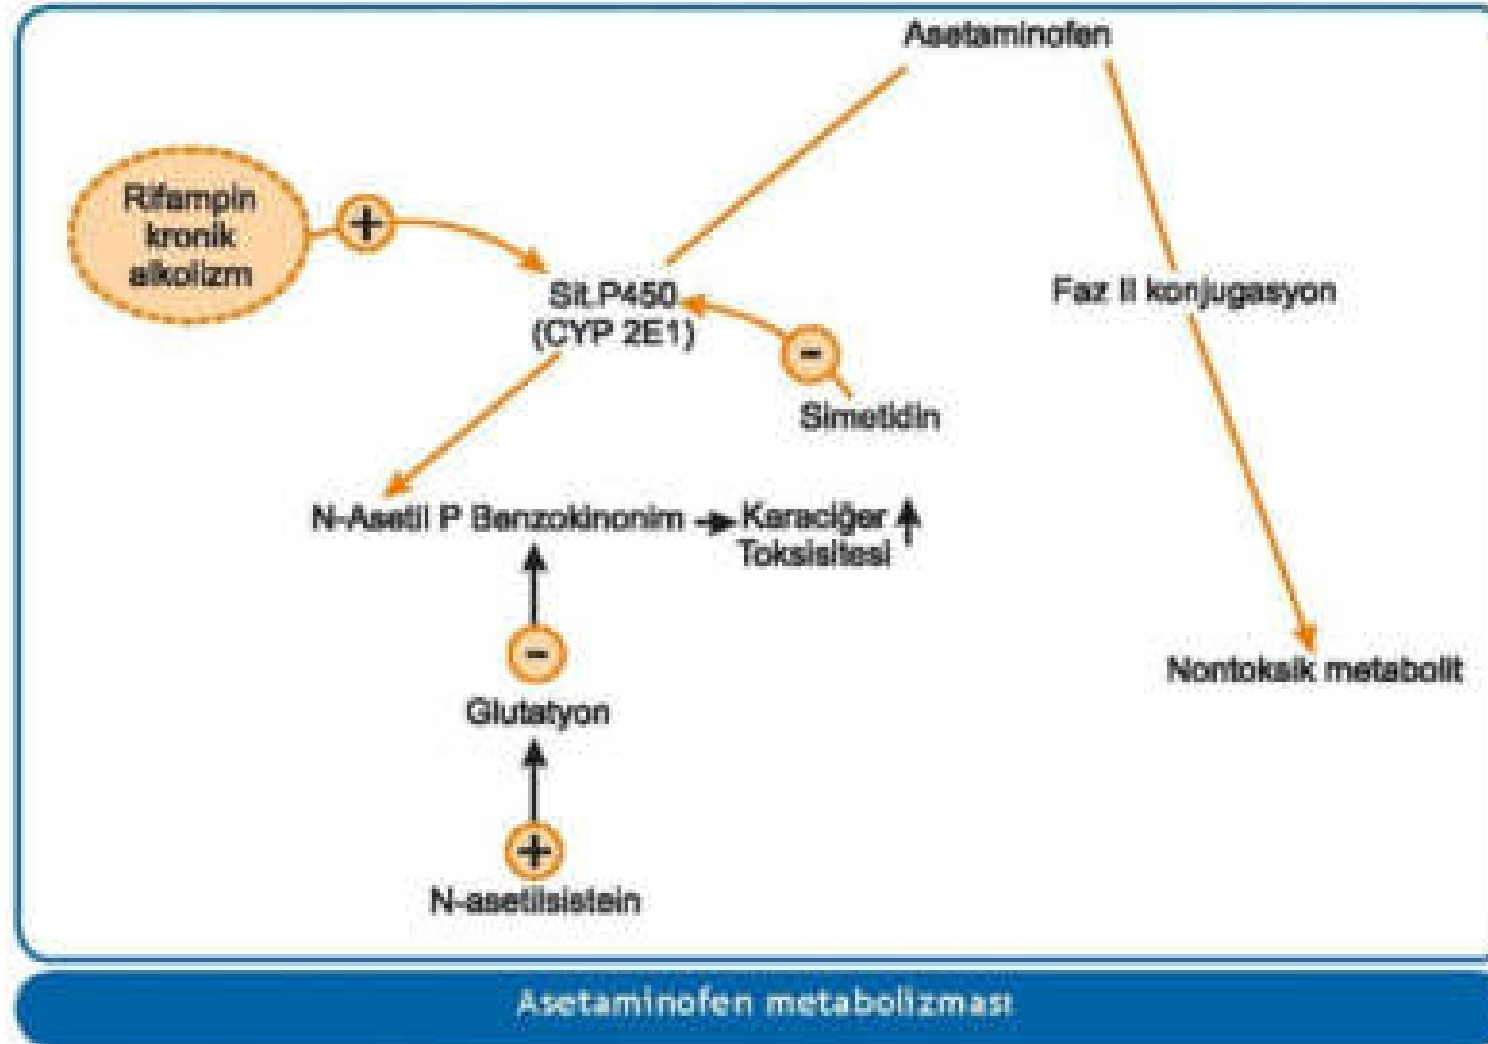 Asetaminofen
Rifampin
kronik
alkolizm
+
Sit.P450
(CYP 2E1)
Faz II konjugasyon
-
Simetidin
N-Asetil P Benzokinonim
Karaciğer
Toksisitesi
-
Nontoksik metabolit
Glutatyon
+
N-asetilsistein
Asetaminofen metabolizması